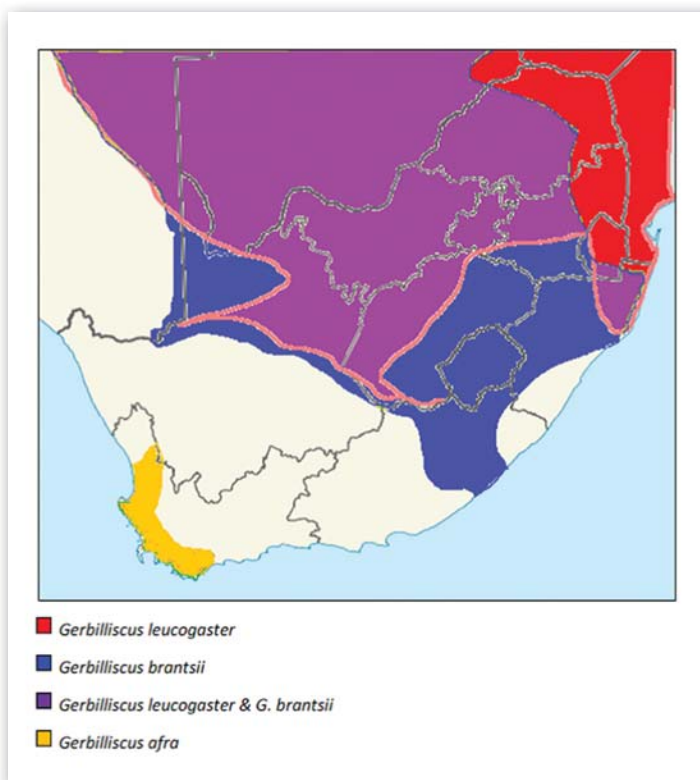 Gerbilliscus leucogaster
Gerbilliscus brantsii
Gerbilliscus leucogaster & G. brantsii
Gerbilliscus afra